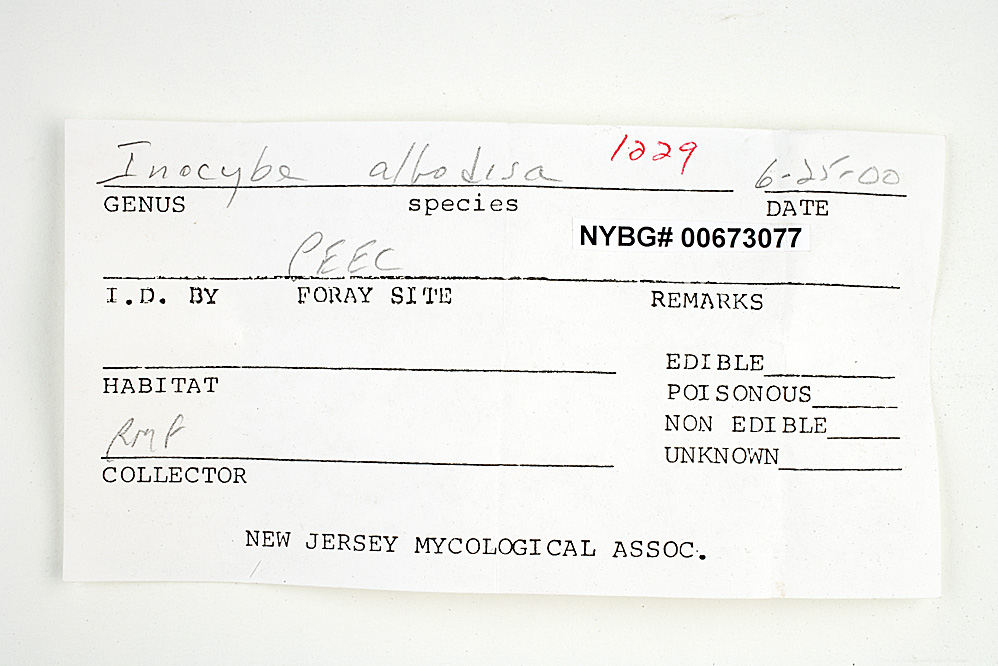 Inocybe albodisa 1229 6-25-00
GENUS species DATE
NYBG# 00673077
PEEC
I.D. BY FORAY SITE REMARKS
EDIBLE
HABITAT POISONOUS
NON EDIBLE
RMF UNKNOWN
COLLECTOR
NEW JERSEY MYCOLOGICAL ASSOC.